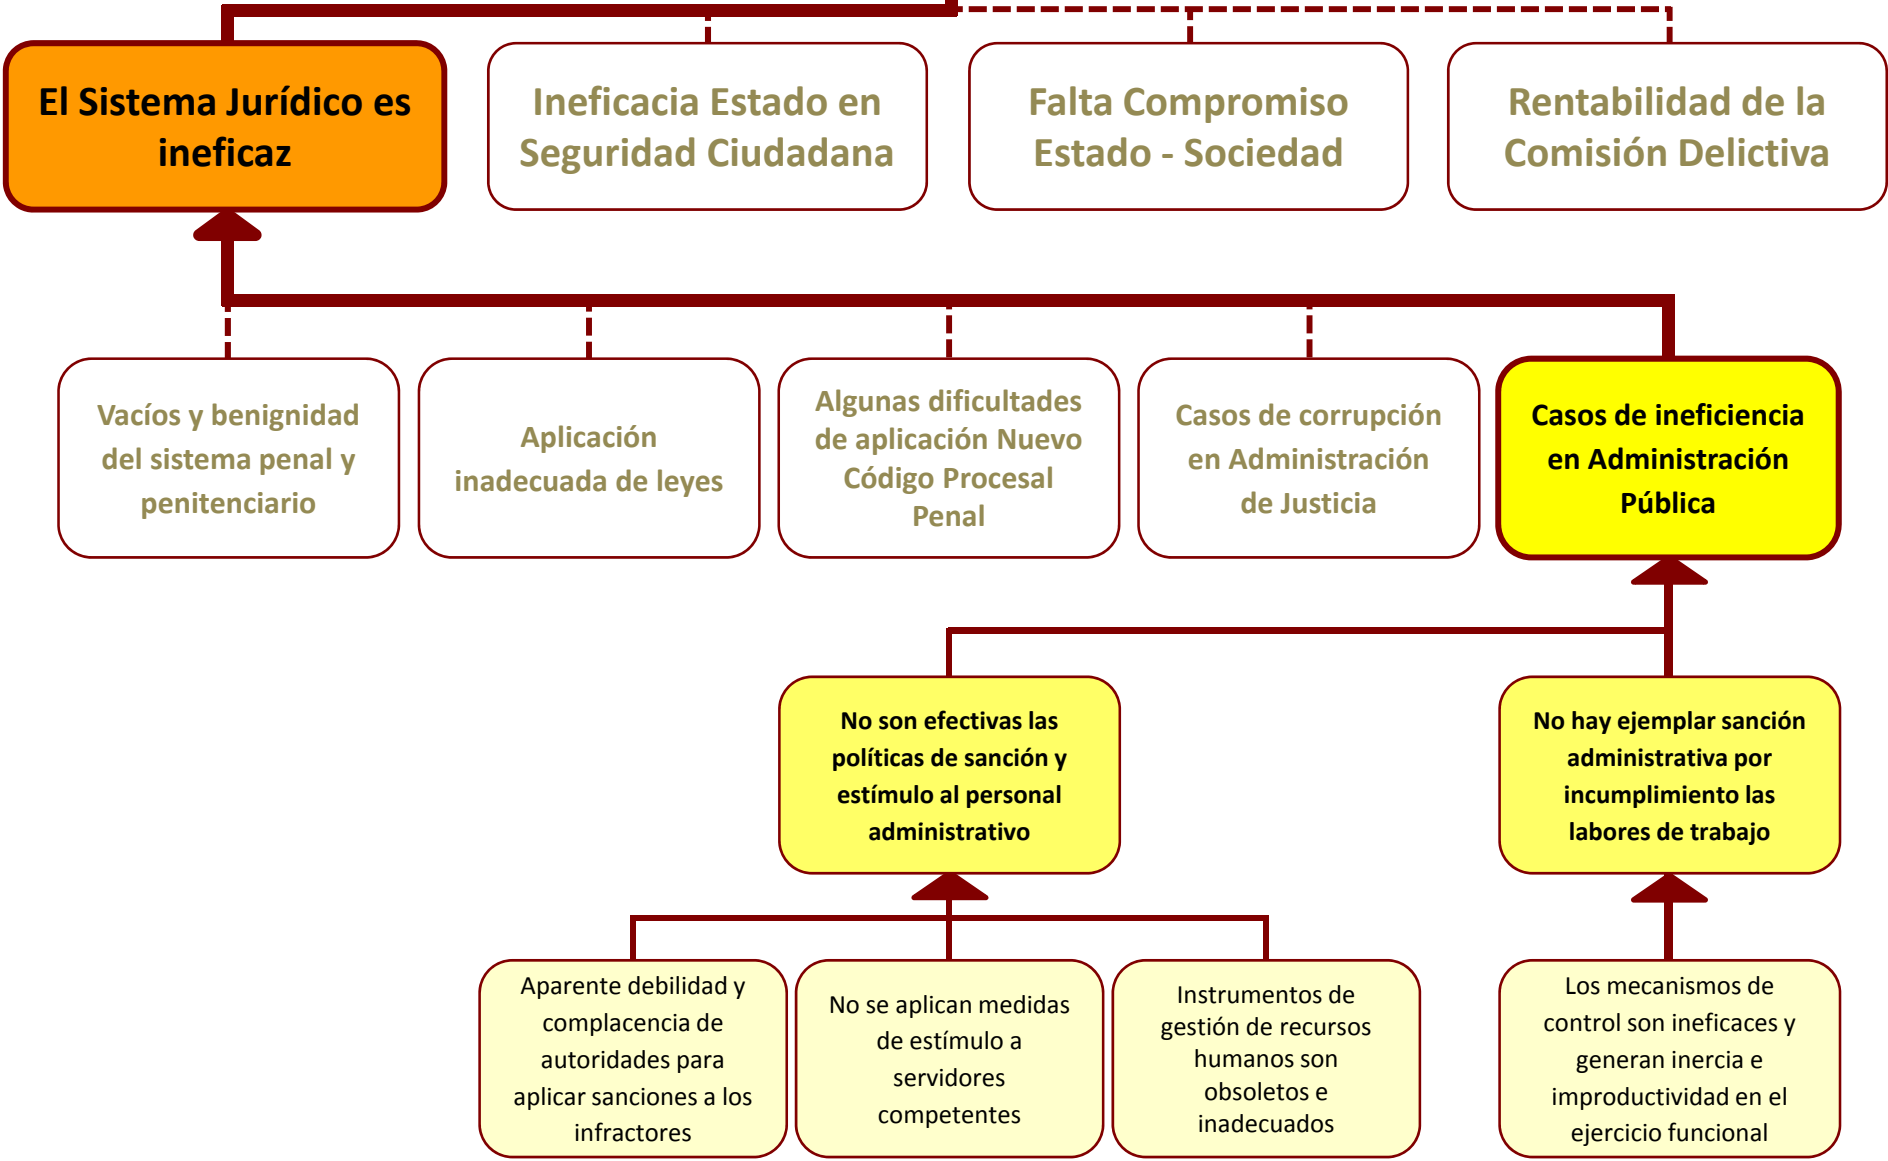 El Sistema Jurídico es
ineficaz
Ineficacia Estado en
Seguridad Ciudadana
Falta Compromiso
Estado - Sociedad
Rentabilidad de la
Comisión Delictiva
Vacíos y benignidad
del sistema penal y
penitenciario
Aplicación
inadecuada de leyes
Algunas dificultades
de aplicación Nuevo
Código Procesal
Penal
Casos de corrupción
en Administración
de Justicia
Casos de ineficiencia
en Administración
Pública
No son efectivas las
políticas de sanción y
estímulo al personal
administrativo
No hay ejemplar sanción
administrativa por
incumplimiento las
labores de trabajo
Aparente debilidad y
complacencia de
autoridades para
aplicar sanciones a los
infractores
No se aplican medidas
de estímulo a
servidores
competentes
Instrumentos de
gestión de recursos
humanos son
obsoletos e
inadecuados
Los mecanismos de
control son ineficaces y
generan inercia e
improductividad en el
ejercicio funcional